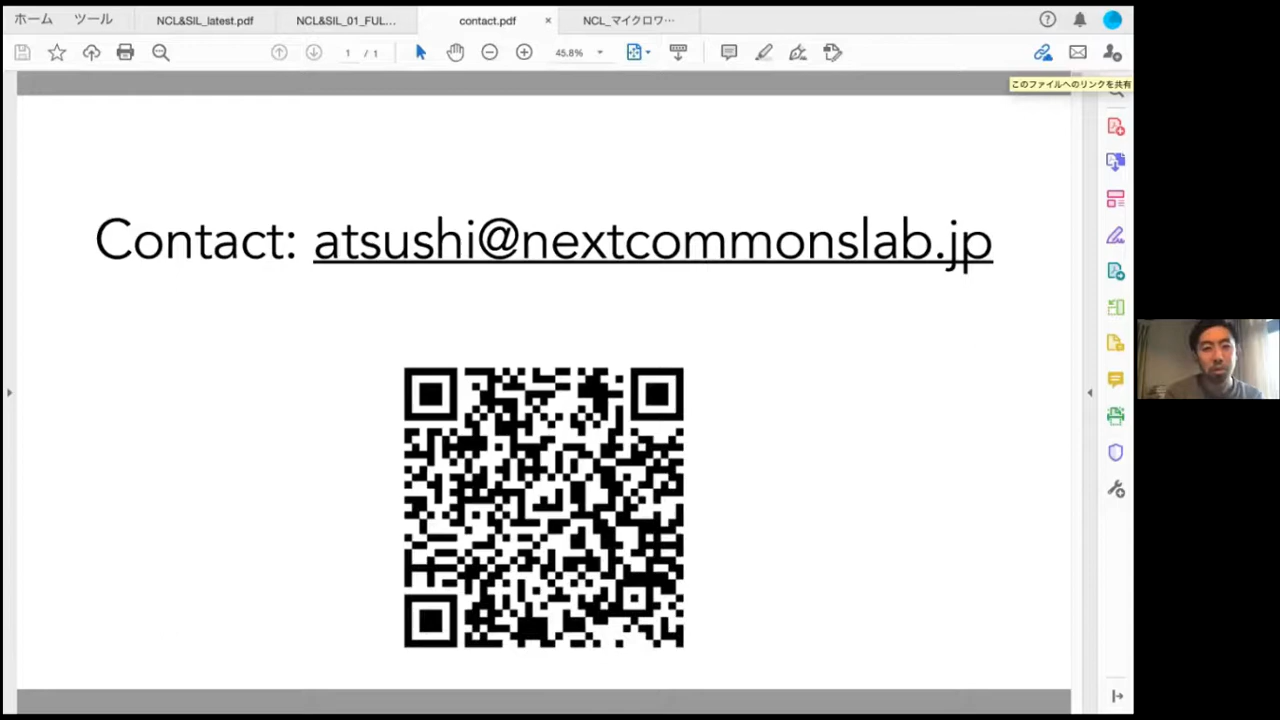 ホーム ツール NCL&SIL_latest.pdf NCL&SIL_01_FUL... contact.pdf × NCL_マイクロワ...
1 / 1 45.8%
このファイルへのリンクを共有
Contact: atsushi@nextcommonslab.jp